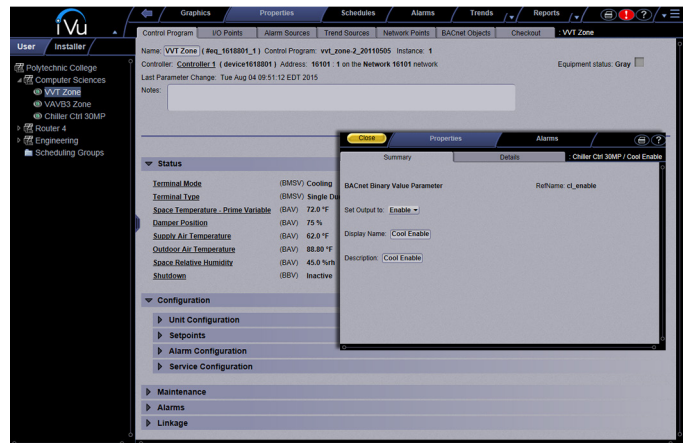 iVu
User Installer
Polytechnic College
Computer Sciences
VVT Zone
VAVB3 Zone
Chiller Ctrl 30MP
Router 4
Engineering
Scheduling Groups
Graphics Properties Schedules Alarms Trends Reports
Control Program I/O Points Alarm Sources Trend Sources Network Points BACnet Objects Checkout : VVT Zone
Name: VVT Zone ( #eq_1618801_1 ) Control Program: vvt_zone-2_20110505 Instance: 1
Controller: Controller 1 ( device1618801 ) Address: 16101 : 1 on the Network 16101 network Equipment status: Gray
Last Parameter Change: Tue Aug 04 09:51:12 EDT 2015
Notes:
Status
Terminal Mode (BMSV) Cooling
Terminal Type (BMSV) Single Du
Space Temperature - Prime Variable (BAV) 72.0 °F
Damper Position (BAV) 75 %
Supply Air Temperature (BAV) 62.0 °F
Outdoor Air Temperature (BAV) 88.80 °F
Space Relative Humidity (BAV) 45.0 %rh
Shutdown (BBV) Inactive
Configuration
Unit Configuration
Setpoints
Alarm Configuration
Service Configuration
Maintenance
Alarms
Linkage
Close Properties Alarms ?
Summary Details : Chiller Ctrl 30MP / Cool Enable
BACnet Binary Value Parameter RefName: cl_enable
Set Output to: Enable
Display Name: Cool Enable
Description: Cool Enable